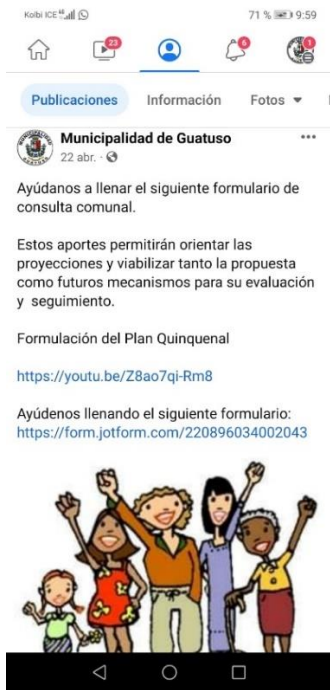 Kolbi ICE
71 % 9:59
23
6
1
Publicaciones Información Fotos
Municipalidad de Guatuso
22 abr. ·
Ayúdanos a llenar el siguiente formulario de
consulta comunal.
Estos aportes permitirán orientar las
proyecciones y viabilizar tanto la propuesta
como futuros mecanismos para su evaluación
y seguimiento.
Formulación del Plan Quinquenal
https://youtu.be/Z8ao7qi-Rm8
Ayúdenos llenando el siguiente formulario:
https://form.jotform.com/220896034002043